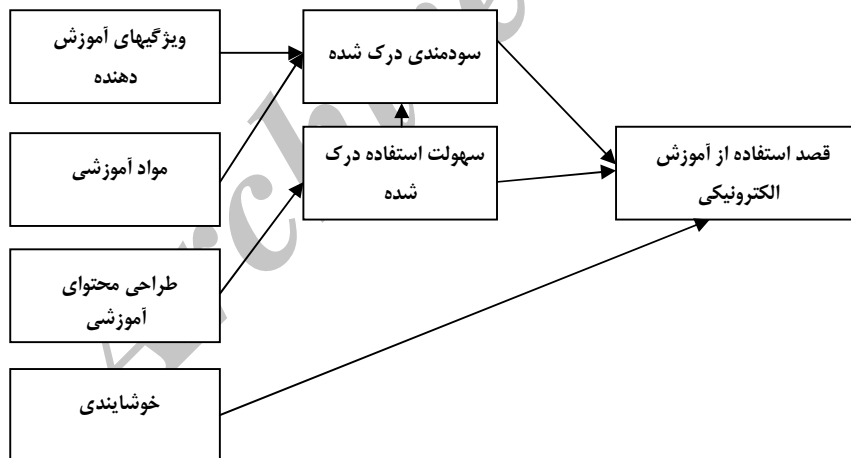 ویژگیهای آموزش
دهنده
سودمندی درک شده
مواد آموزشی
سهولت استفاده درک
شده
قصد استفاده از آموزش
الکترونیکی
طراحی محتوای
آموزشی
خوشایندی